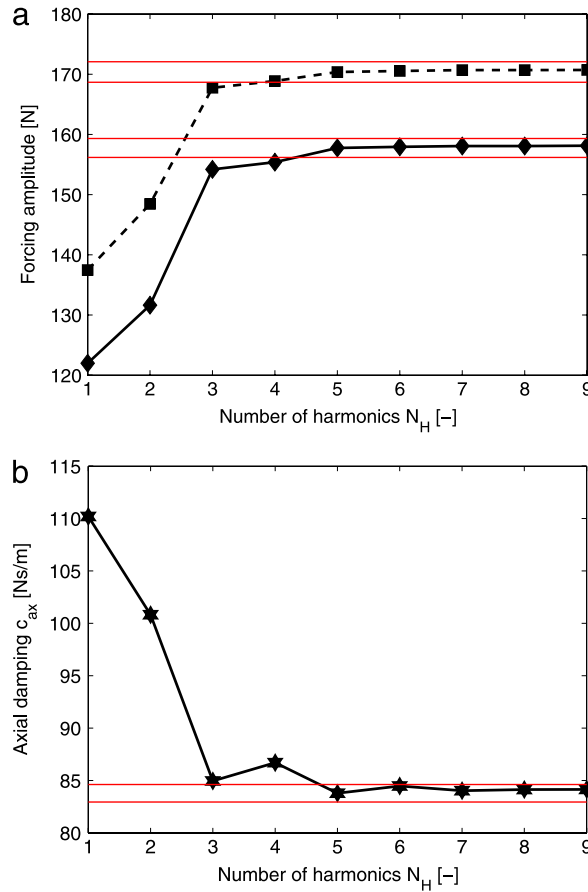 a
180
170
160
150
140
130
120
Forcing amplitude [N]
1 2 3 4 5 6 7 8 9
Number of harmonics N_H [–]
b
115
110
105
100
95
90
85
80
Axial damping c_ax [Ns/m]
1 2 3 4 5 6 7 8 9
Number of harmonics N_H [–]